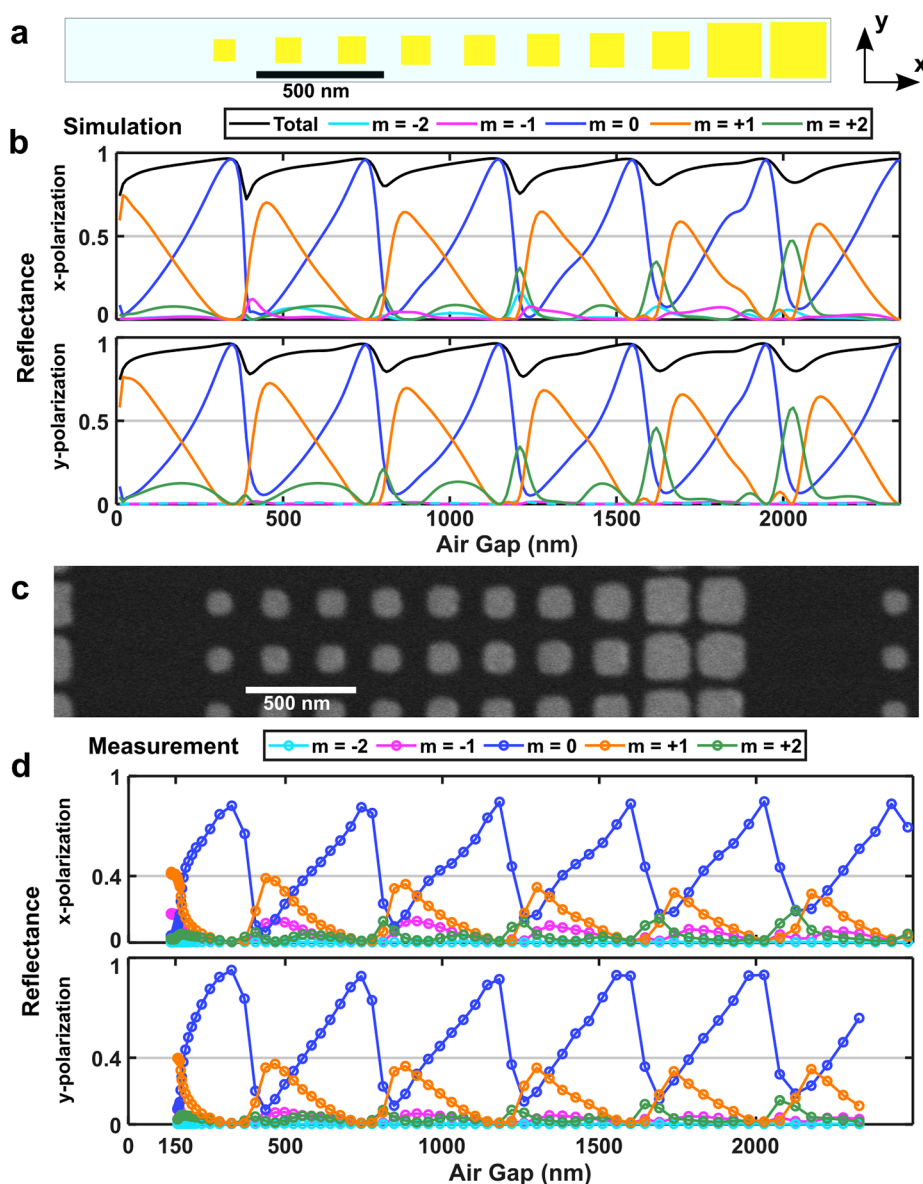 a
y
x
500 nm
Simulation
Total m = -2 m = -1 m = 0 m = +1 m = +2
b
Reflectance
x-polarization
1
0.5
0
y-polarization
1
0.5
0
0 500 1000 1500 2000
Air Gap (nm)
c
500 nm
Measurement
m = -2 m = -1 m = 0 m = +1 m = +2
d
Reflectance
x-polarization
1
0.4
0
y-polarization
1
0.4
0
0 150 500 1000 1500 2000
Air Gap (nm)